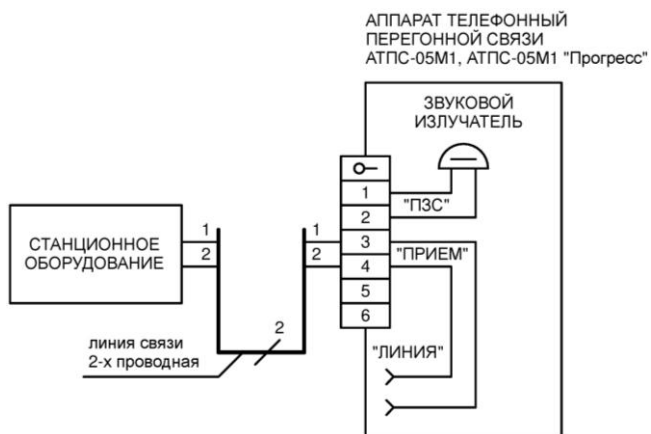 АППАРАТ ТЕЛЕФОННЫЙ
ПЕРЕГОННОЙ СВЯЗИ
АТПС-05М1, АТПС-05М1 "Прогресс"
ЗВУКОВОЙ
ИЗЛУЧАТЕЛЬ
1
"ПЗС"
2
СТАНЦИОННОЕ
ОБОРУДОВАНИЕ
1
2
1
2
3
"ПРИЕМ"
4
5
6
2
линия связи
2-х проводная
"ЛИНИЯ"